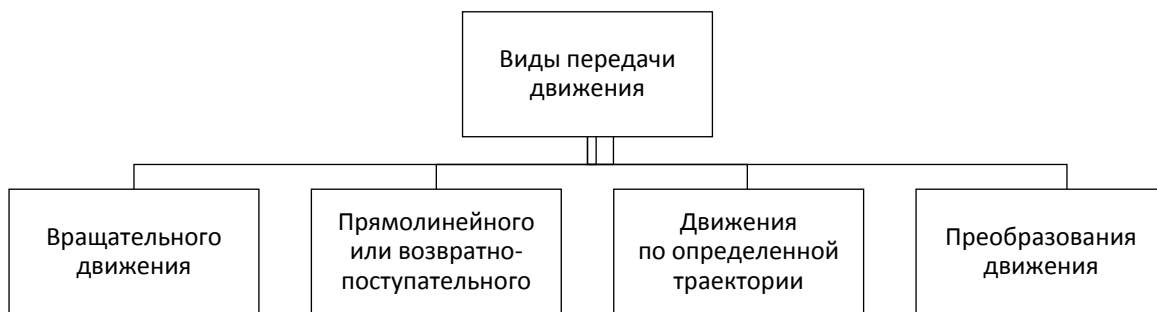 Виды передачи
движения
Вращательного
движения
Прямолинейного
или возвратно-
поступательного
Движения
по определенной
траектории
Преобразования
движения